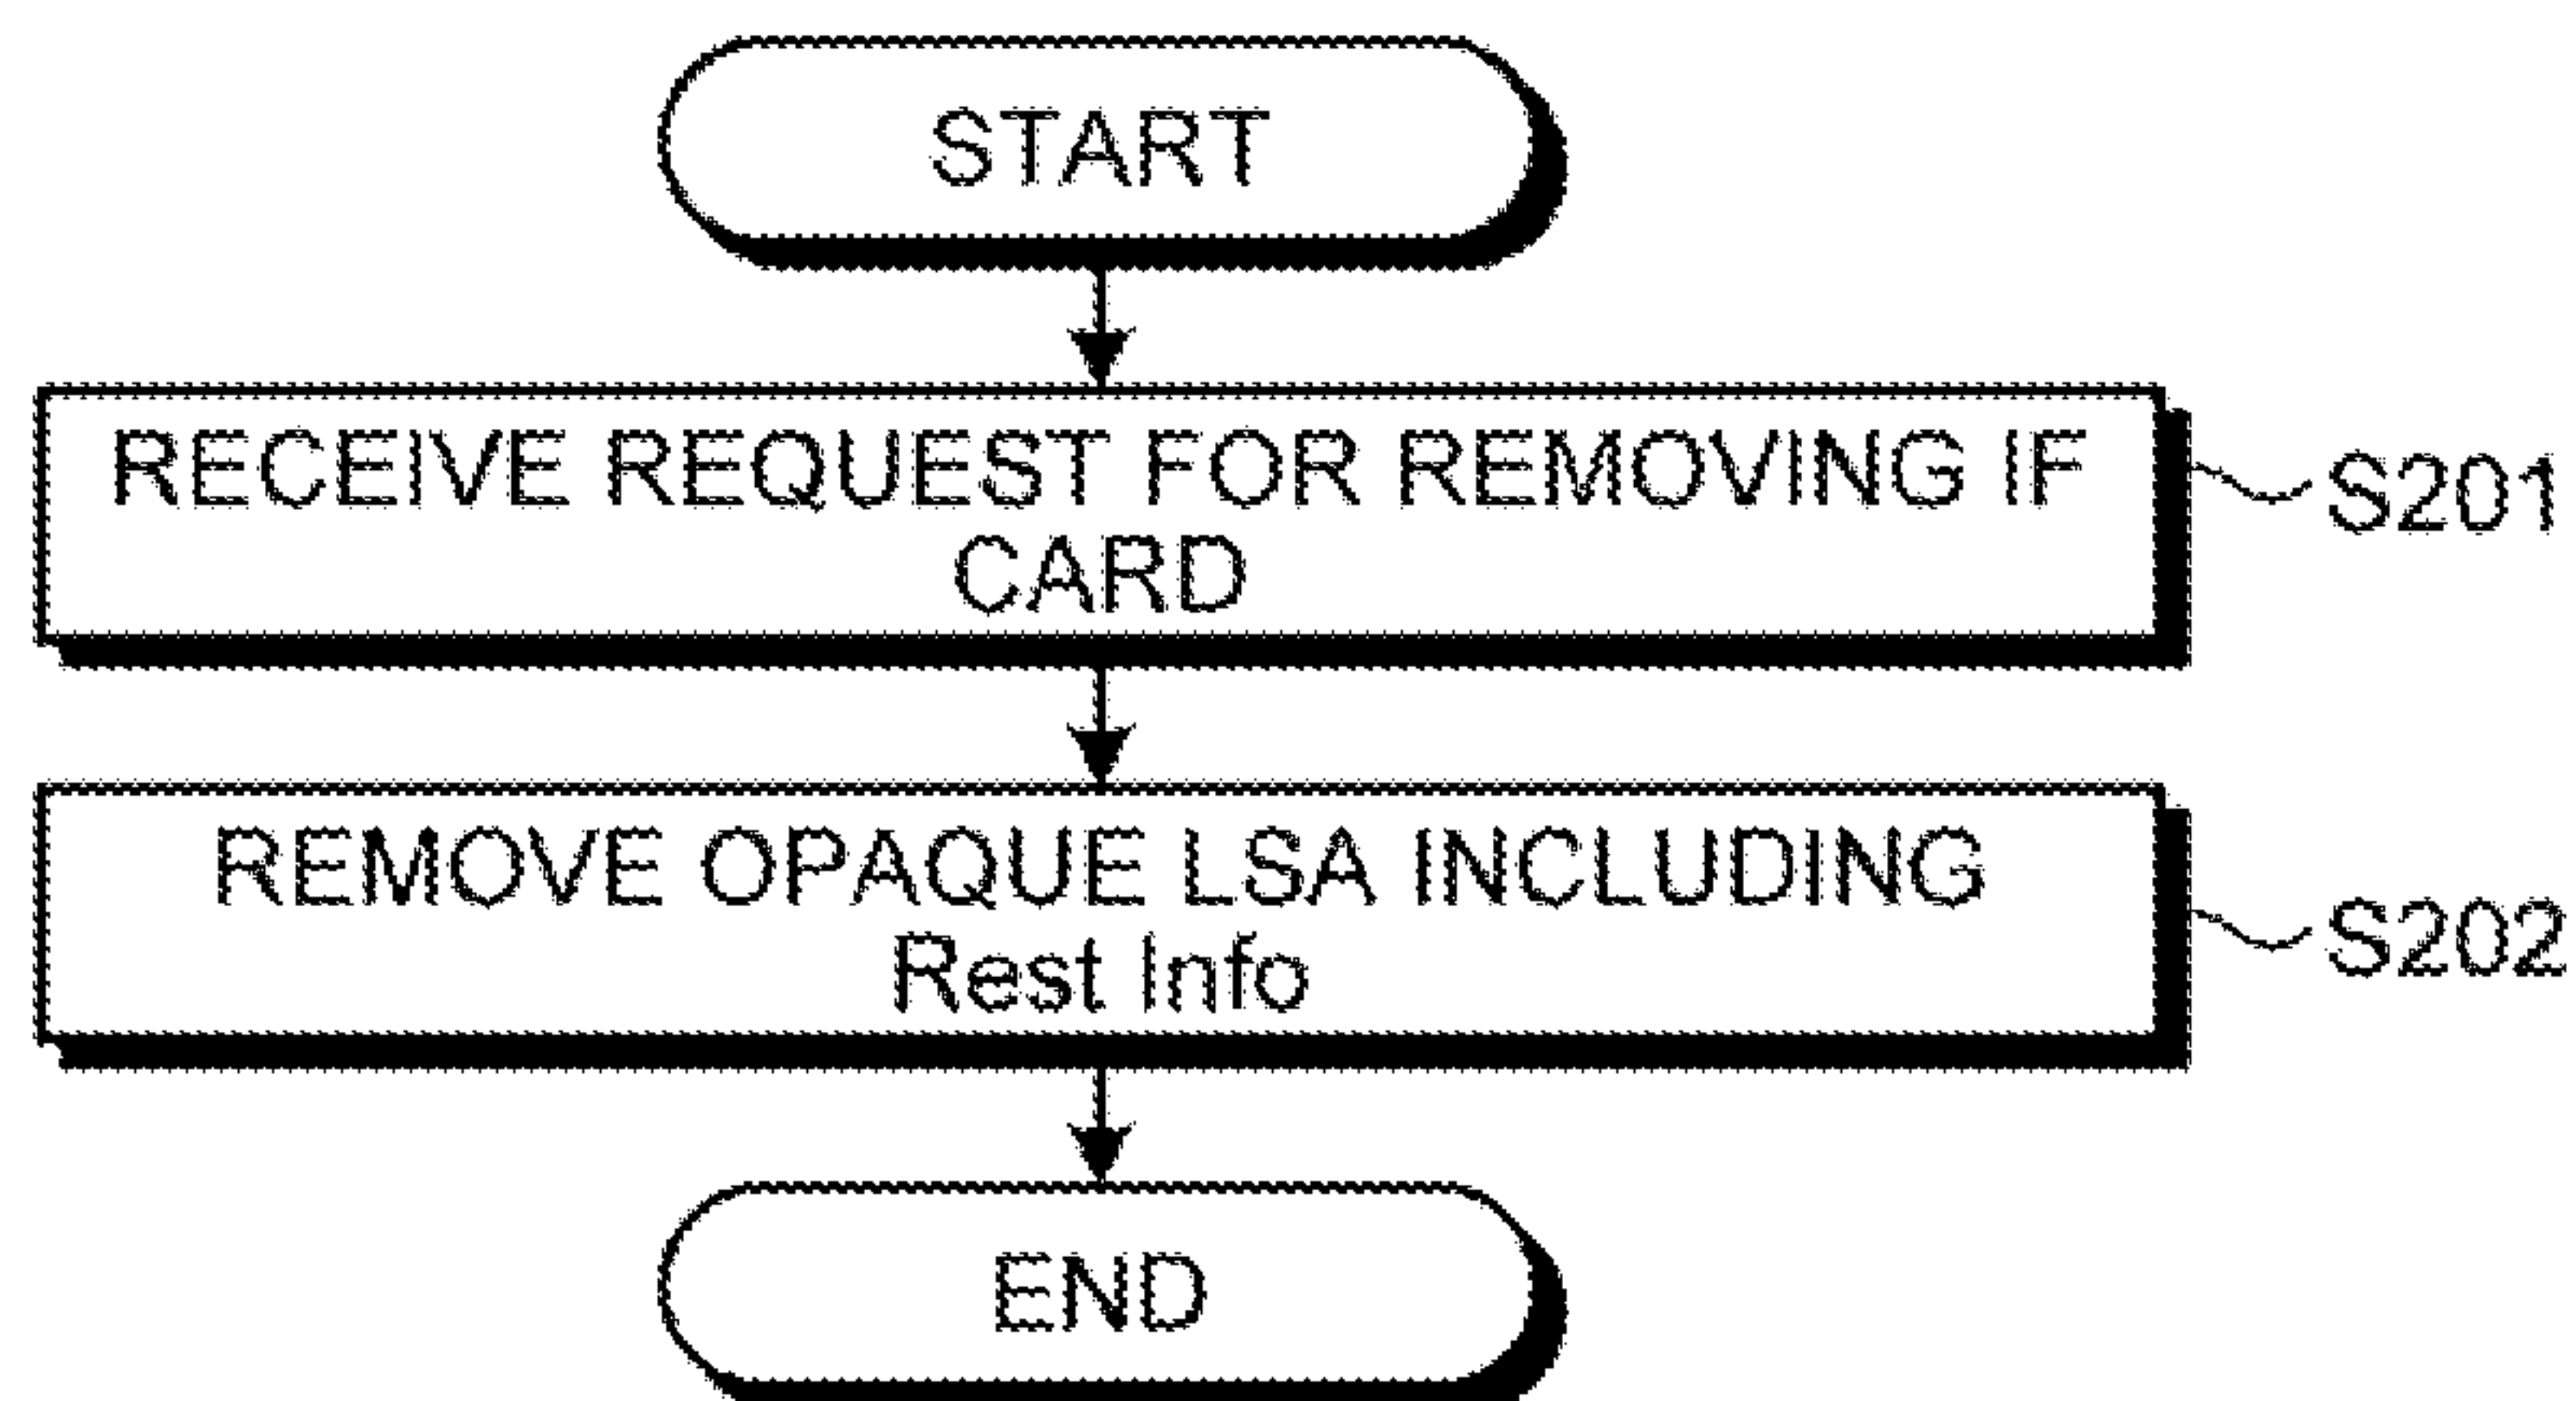 START
RECEIVE REQUEST FOR REMOVING IF
CARD
S201
REMOVE OPAQUE LSA INCLUDING
Rest Info
S202
END